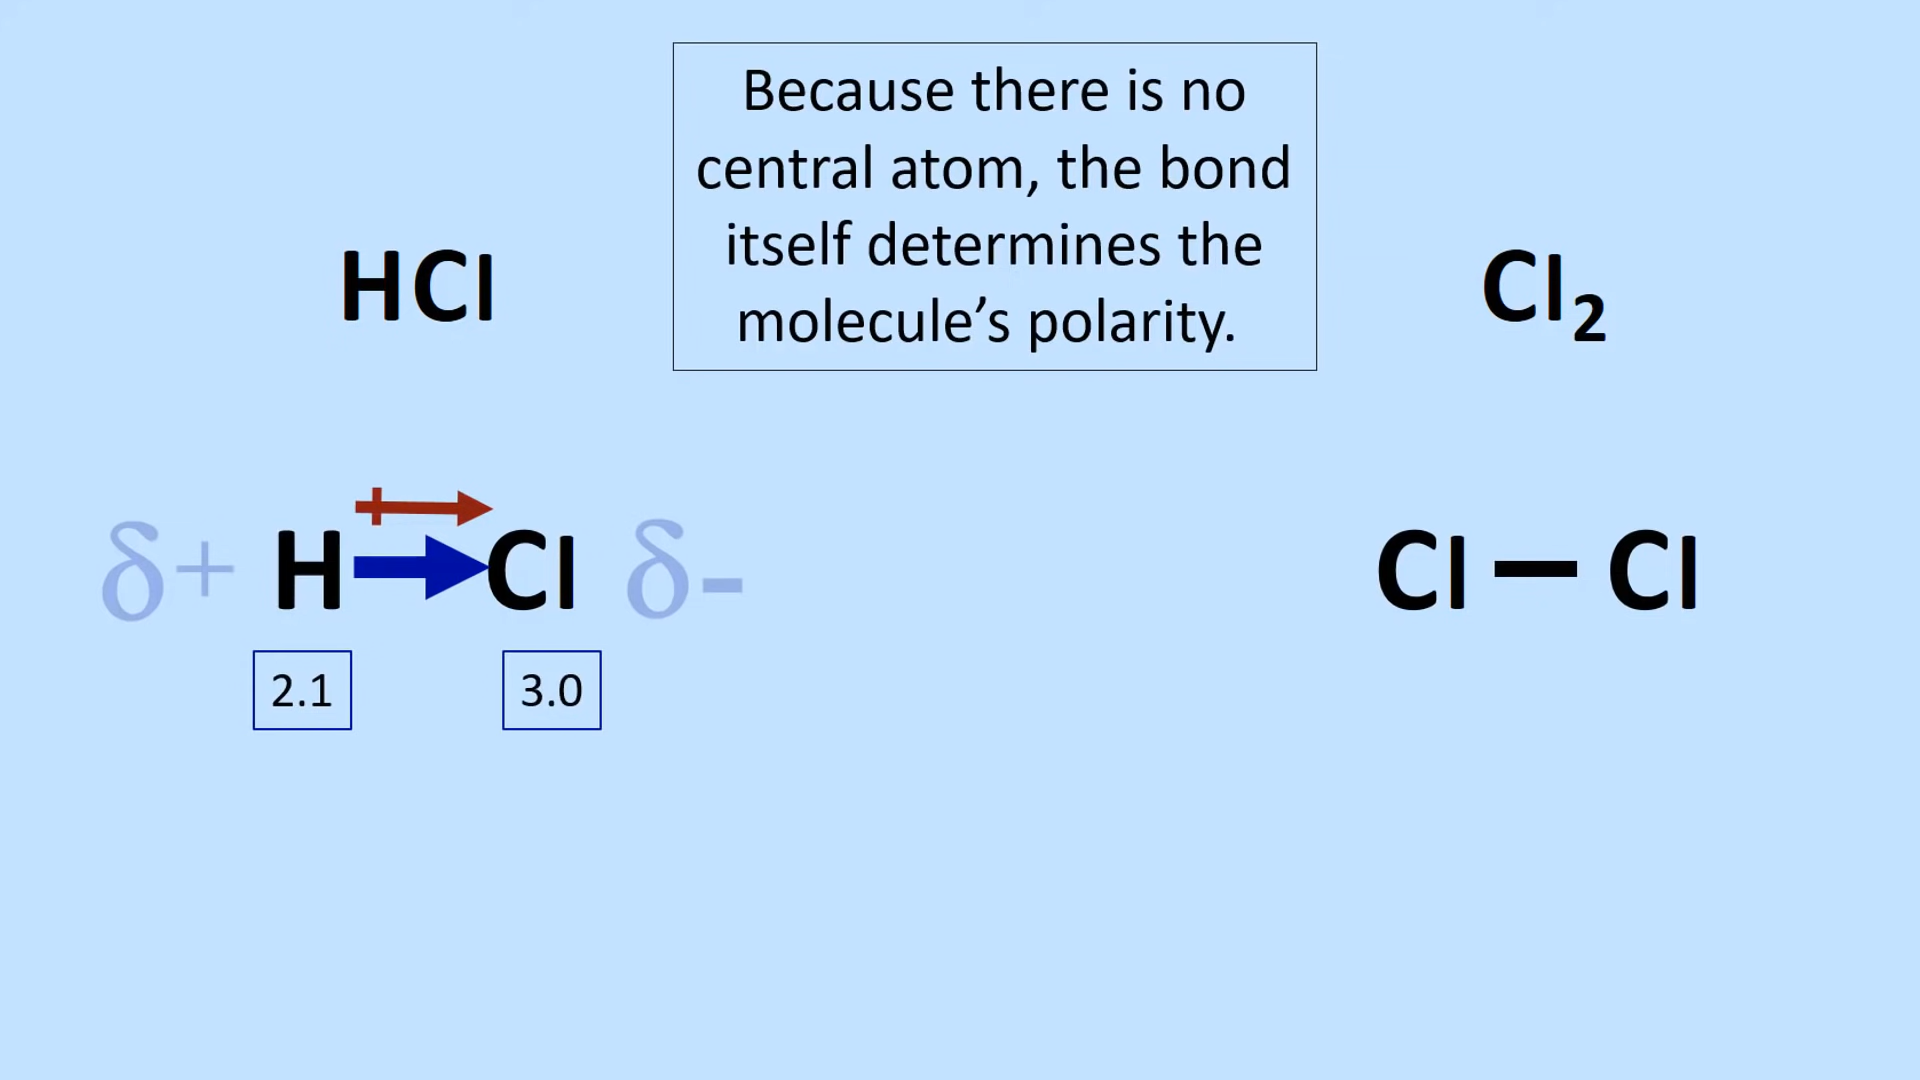 Because there is no
central atom, the bond
itself determines the
molecule’s polarity.
HCl
Cl₂
δ+ H Cl δ-
Cl — Cl
2.1
3.0